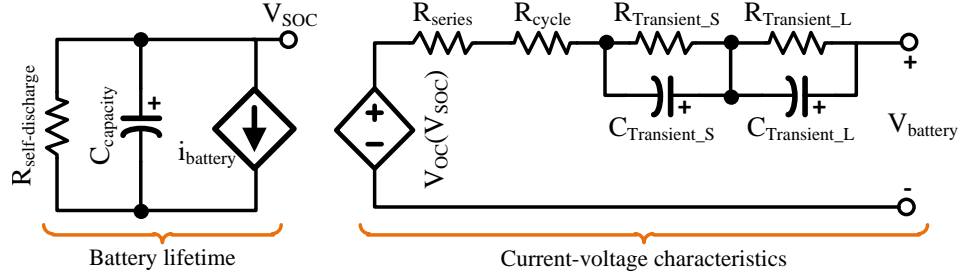 V_SOC
R_self-discharge
C_capacity
+
i_battery
Battery lifetime
R_series
R_cycle
R_Transient_S
R_Transient_L
+
-
V_OC(V_SOC)
+
C_Transient_S
+
C_Transient_L
+
V_battery
-
Current-voltage characteristics